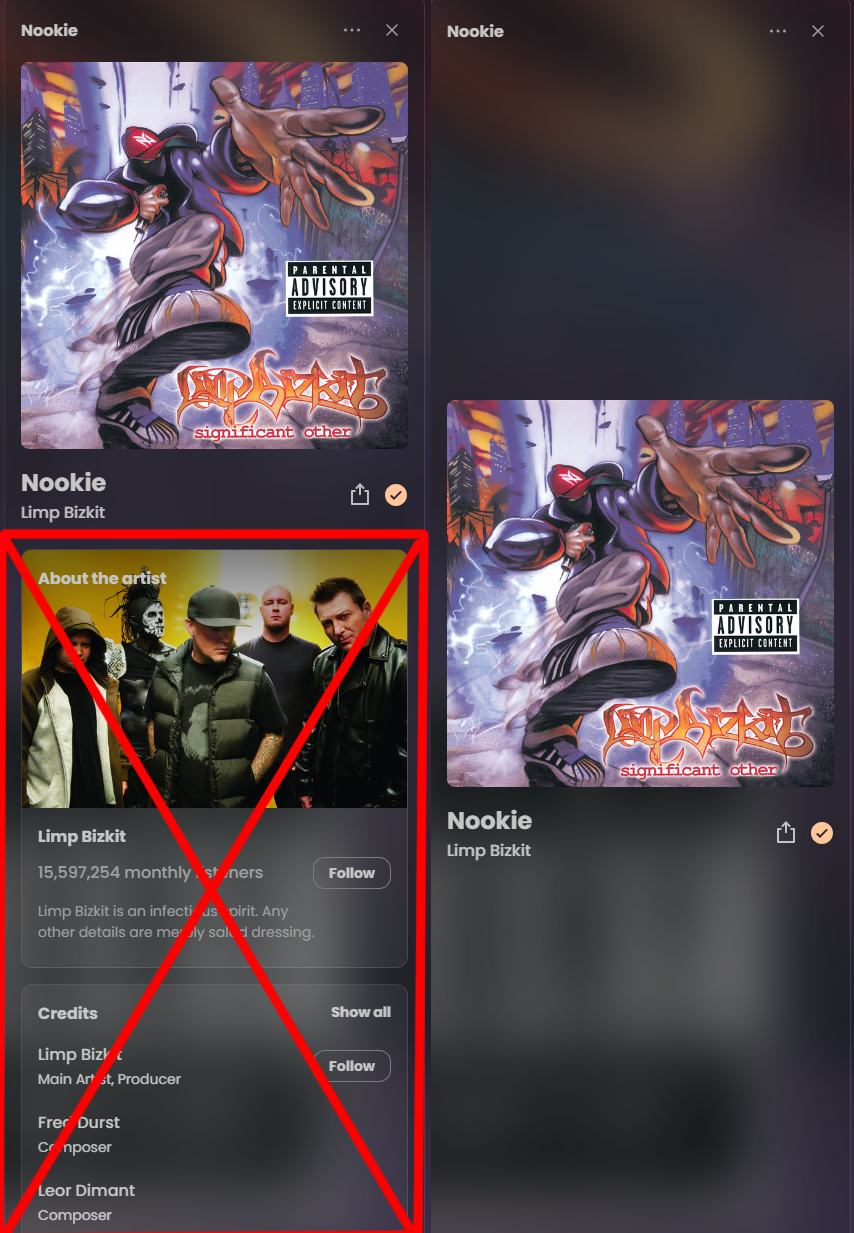 Nookie
PARENTAL
ADVISORY
EXPLICIT CONTENT
LIMP BIZKIT
significant other
Nookie
Limp Bizkit
About the artist
Limp Bizkit
15,597,254 monthly listeners
Follow
Limp Bizkit is an infectious spirit. Any
other details are merely salad dressing.
Credits
Show all
Limp Bizkit
Main Artist, Producer
Follow
Fred Durst
Composer
Leor Dimant
Composer
Nookie
PARENTAL
ADVISORY
EXPLICIT CONTENT
LIMP BIZKIT
significant other
Nookie
Limp Bizkit